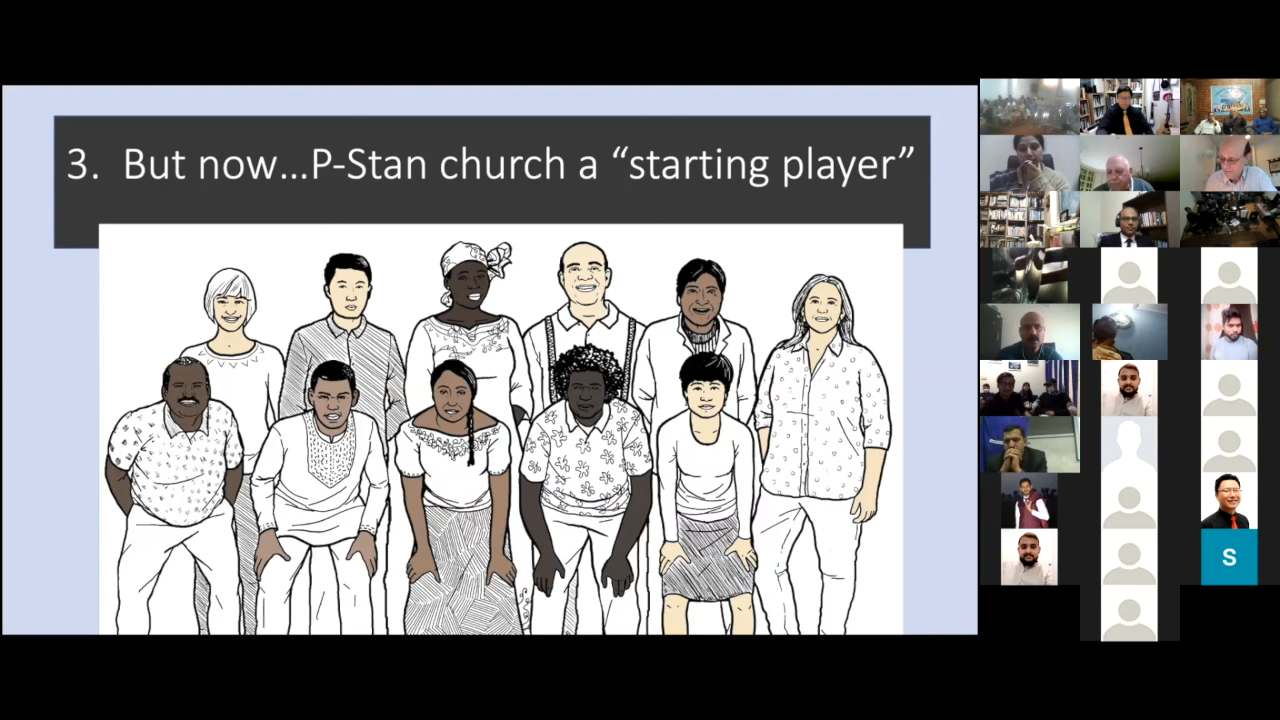 3. But now...P-Stan church a “starting player”
S